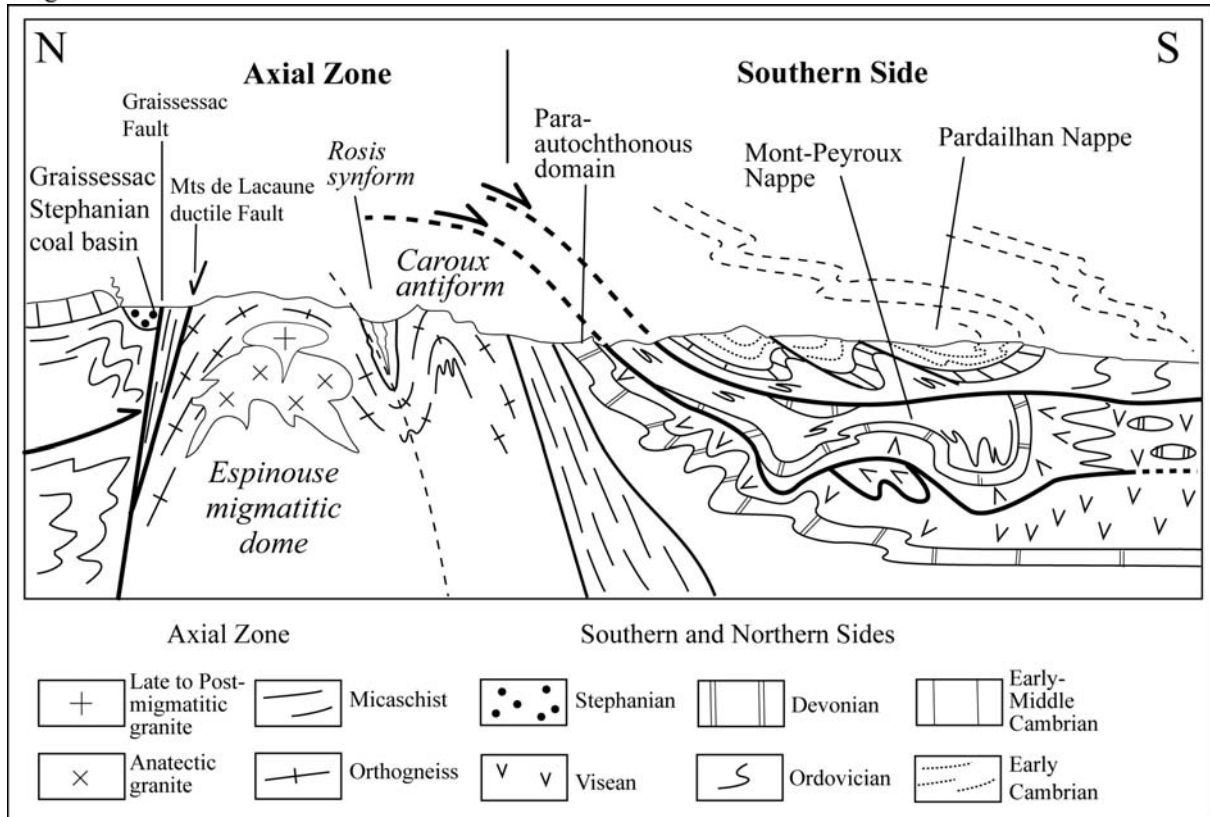 N
S
Axial Zone
Southern Side
Graissessac
Fault
Rosis
synform
Para-
autochthonous
domain
Pardailhan Nappe
Mont-Peyroux
Nappe
Graissessac
Stephanian
coal basin
Mts de Lacaune
ductile Fault
Caroux
antiform
Espinouse
migmatitic
dome
Axial Zone
Southern and Northern Sides
Late to Post-
migmatitic
granite
Micaschist
Stephanian
Devonian
Early-
Middle
Cambrian
Anatectic
granite
Orthogneiss
Visean
Ordovician
Early
Cambrian